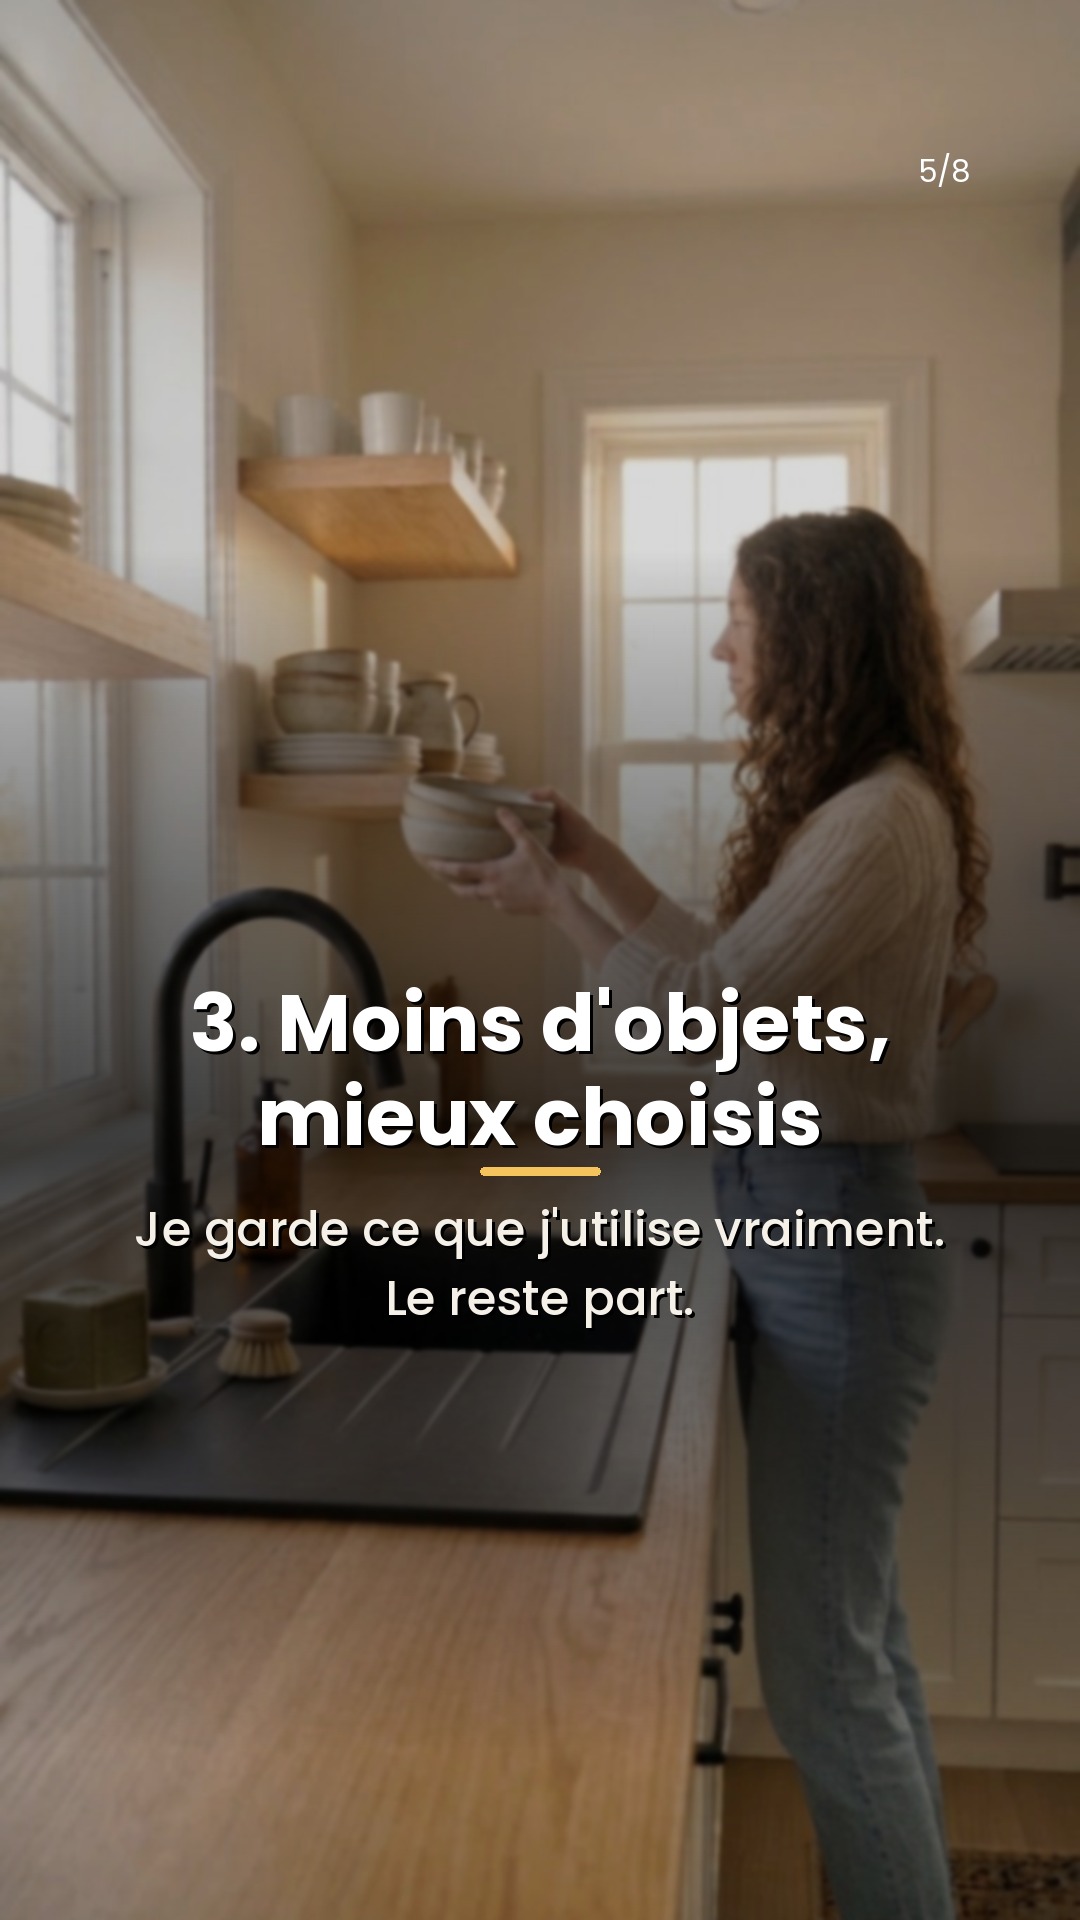 5/8
3. Moins d'objets,
mieux choisis
Je garde ce que j'utilise vraiment.
Le reste part.